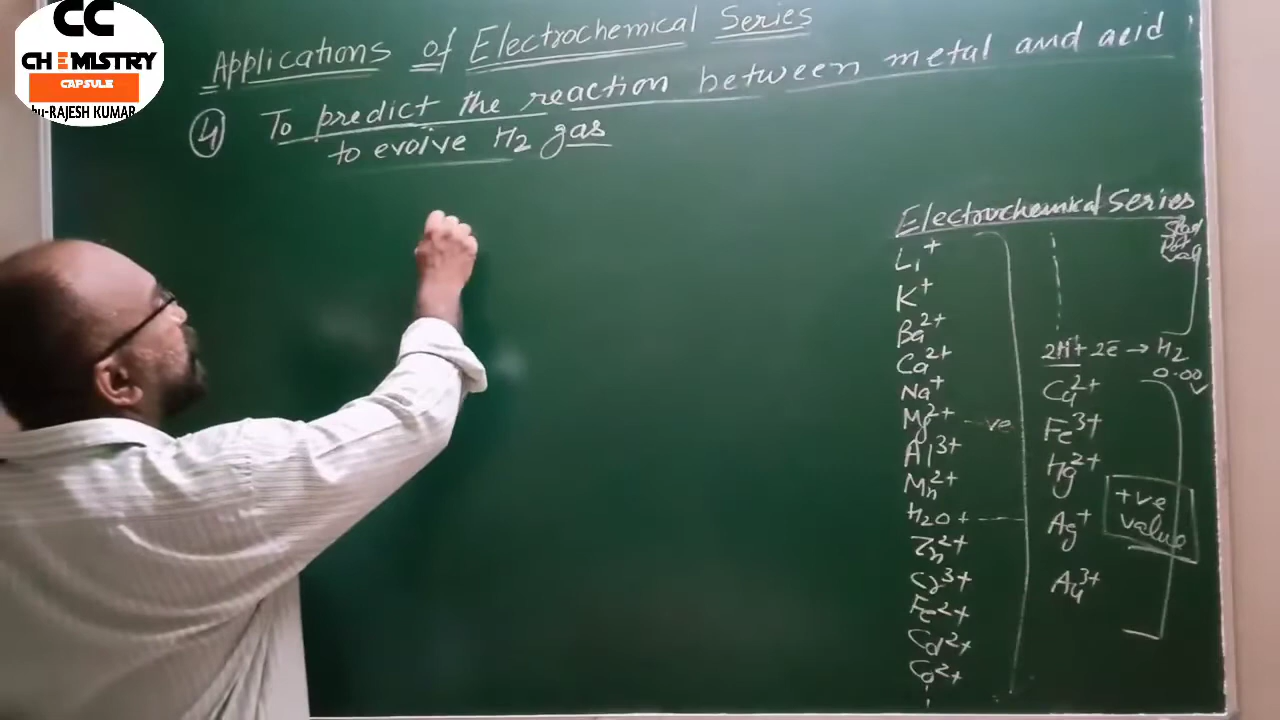 CC
CHEMISTRY
CAPSULE
by-RAJESH KUMAR
Applications of Electrochemical Series
4 To predict the reaction between metal and acid
to evolve H2 gas
Electrochemical Series
Li+
K+
Ba2+
Ca2+
Na+
Mg2+ -ve
Al3+
Mn2+
H2O +
Zn2+
Cr3+
Fe2+
Cd2+
Co2+
2H+ + 2e- → H2
0.00
Cu2+
Fe3+
Hg2+
Ag+
Au3+
+ve
value